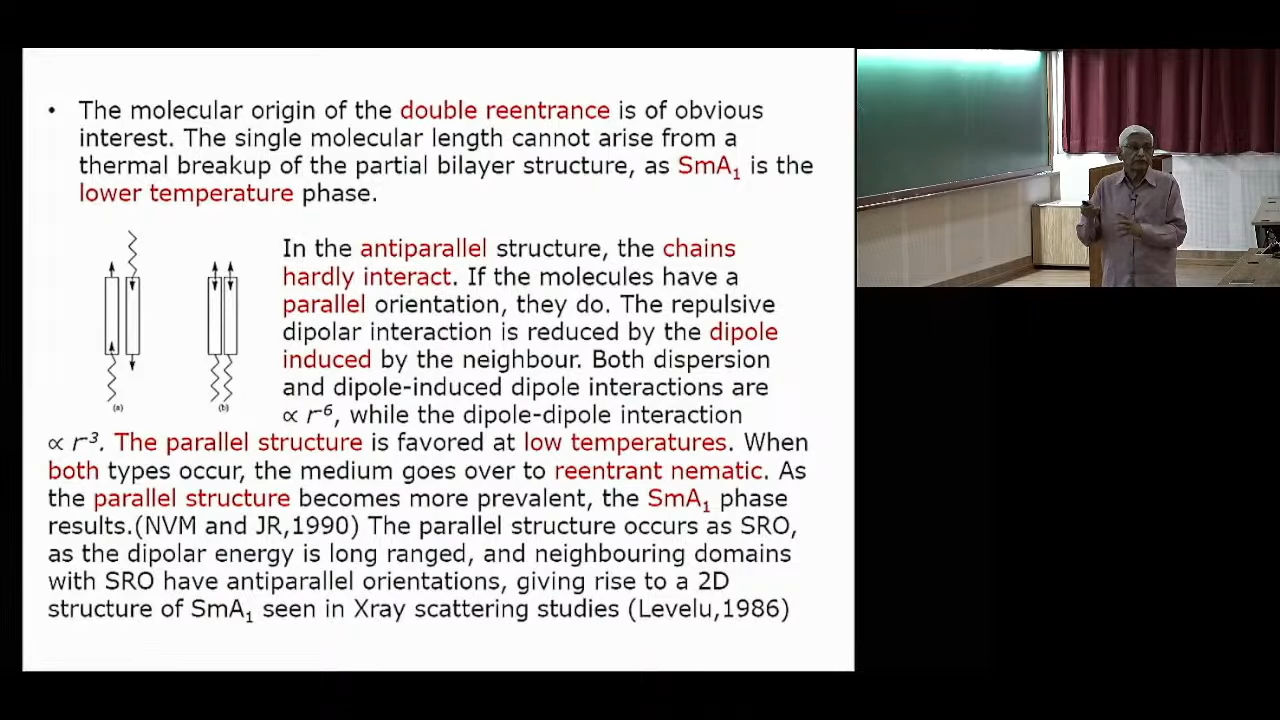 • The molecular origin of the double reentrance is of obvious
interest. The single molecular length cannot arise from a
thermal breakup of the partial bilayer structure, as SmA₁ is the
lower temperature phase.
In the antiparallel structure, the chains
hardly interact. If the molecules have a
parallel orientation, they do. The repulsive
dipolar interaction is reduced by the dipole
induced by the neighbour. Both dispersion
and dipole-induced dipole interactions are
∝ r⁻⁶, while the dipole-dipole interaction
(a)
(b)
∝ r⁻³. The parallel structure is favored at low temperatures. When
both types occur, the medium goes over to reentrant nematic. As
the parallel structure becomes more prevalent, the SmA₁ phase
results.(NVM and JR,1990) The parallel structure occurs as SRO,
as the dipolar energy is long ranged, and neighbouring domains
with SRO have antiparallel orientations, giving rise to a 2D
structure of SmA₁ seen in Xray scattering studies (Levelu,1986)